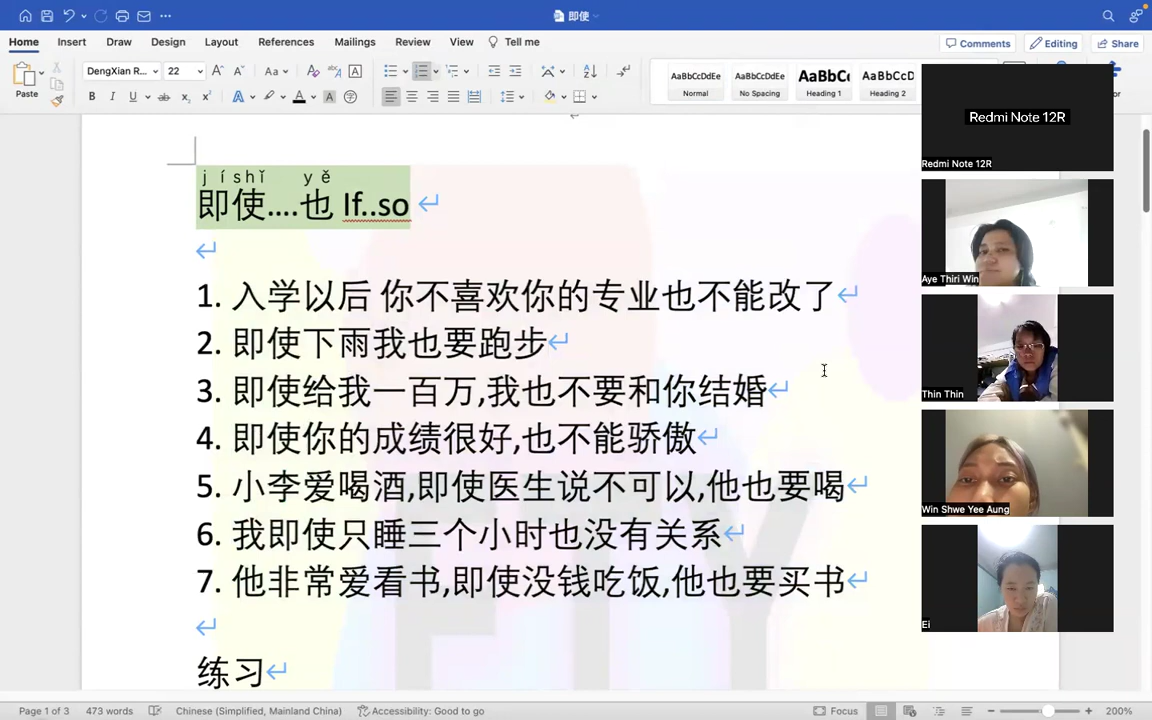 即使
Home Insert Draw Design Layout References Mailings Review View Tell me Comments Editing Share
Paste
DengXian R... 22
AaBbCcDdEe Normal
AaBbCcDdEe No Spacing
AaBbCc Heading 1
AaBbCcD Heading 2
jíshǐ yě
即使....也 If..so
1. 入学以后 你不喜欢你的专业也不能改了
2. 即使下雨我也要跑步
3. 即使给我一百万,我也不要和你结婚
4. 即使你的成绩很好,也不能骄傲
5. 小李爱喝酒,即使医生说不可以,他也要喝
6. 我即使只睡三个小时也没有关系
7. 他非常爱看书,即使没钱吃饭,他也要买书
练习
Redmi Note 12R
Redmi Note 12R
Aye Thiri Win
Thin Thin
Win Shwe Yee Aung
Ei
Page 1 of 3 473 words Chinese (Simplified, Mainland China) Accessibility: Good to go Focus 200%